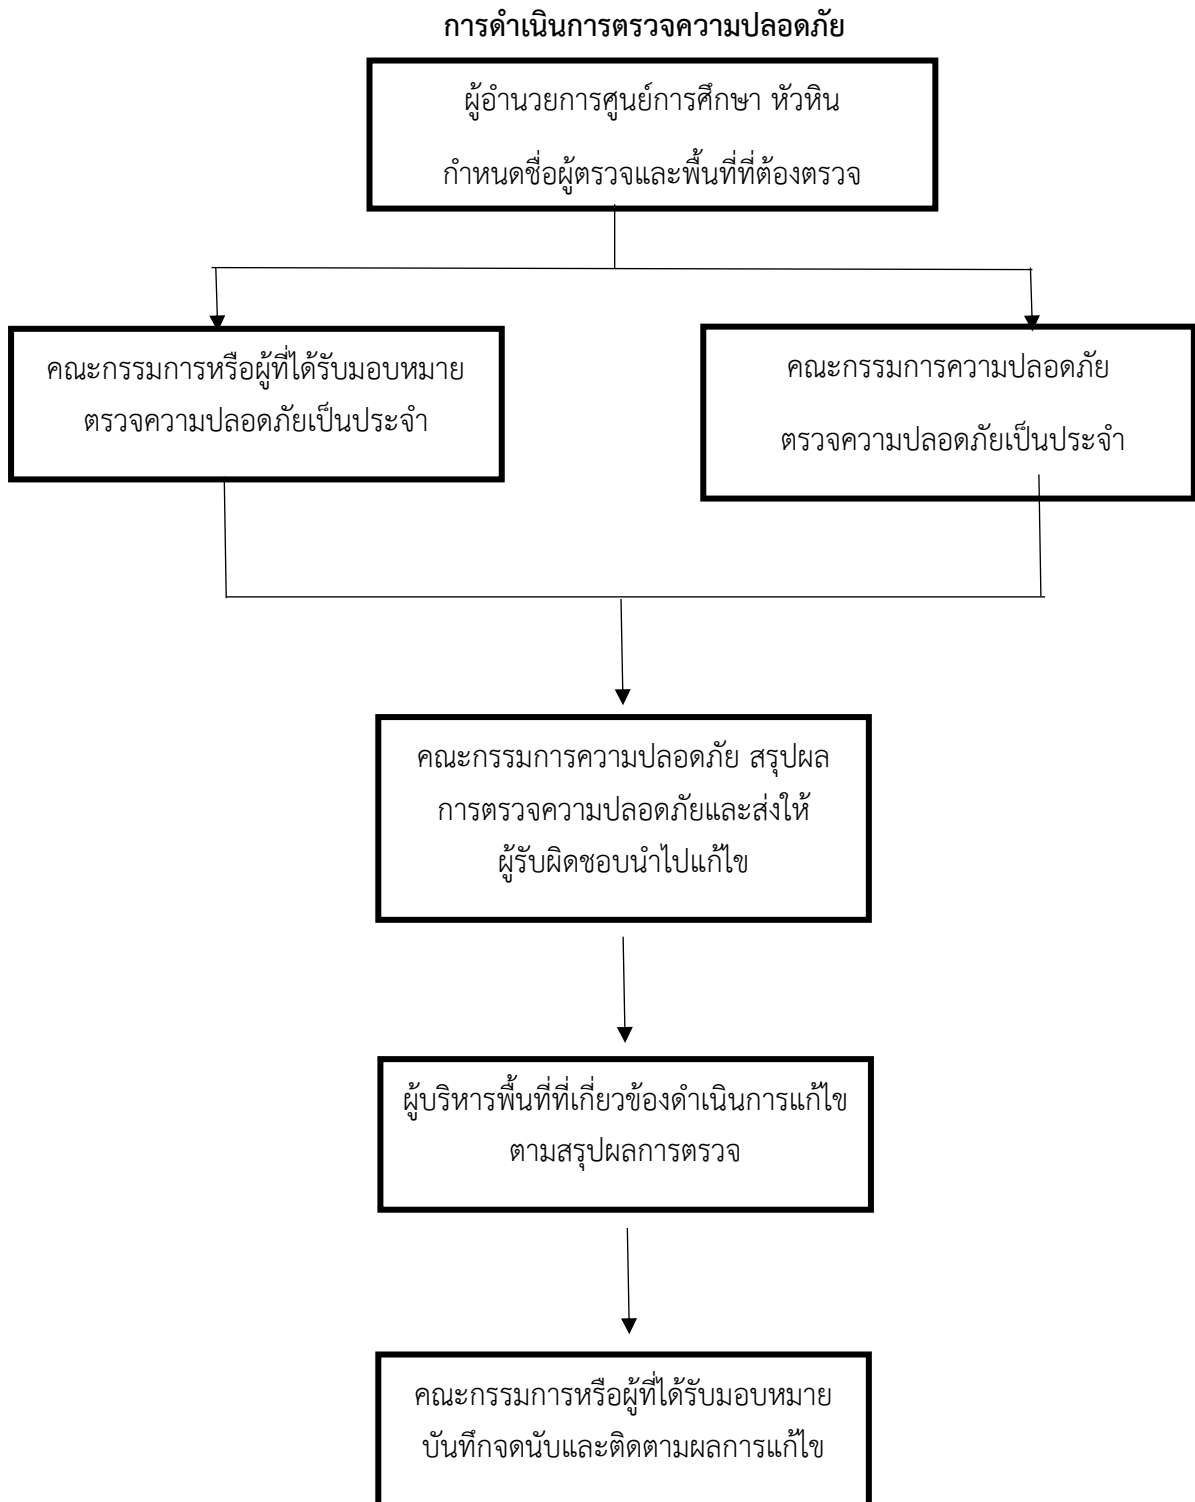 การดำเนินการตรวจความปลอดภัย
ผู้อำนวยการศูนย์การศึกษา หัวหิน
กำหนดชื่อผู้ตรวจและพื้นที่ที่ต้องตรวจ
คณะกรรมการหรือผู้ที่ได้รับมอบหมาย
ตรวจความปลอดภัยเป็นประจำ
คณะกรรมการความปลอดภัย
ตรวจความปลอดภัยเป็นประจำ
คณะกรรมการความปลอดภัย สรุปผล
การตรวจความปลอดภัยและส่งให้
ผู้รับผิดชอบนำไปแก้ไข
ผู้บริหารพื้นที่ที่เกี่ยวข้องดำเนินการแก้ไข
ตามสรุปผลการตรวจ
คณะกรรมการหรือผู้ที่ได้รับมอบหมาย
บันทึกจดนับและติดตามผลการแก้ไข